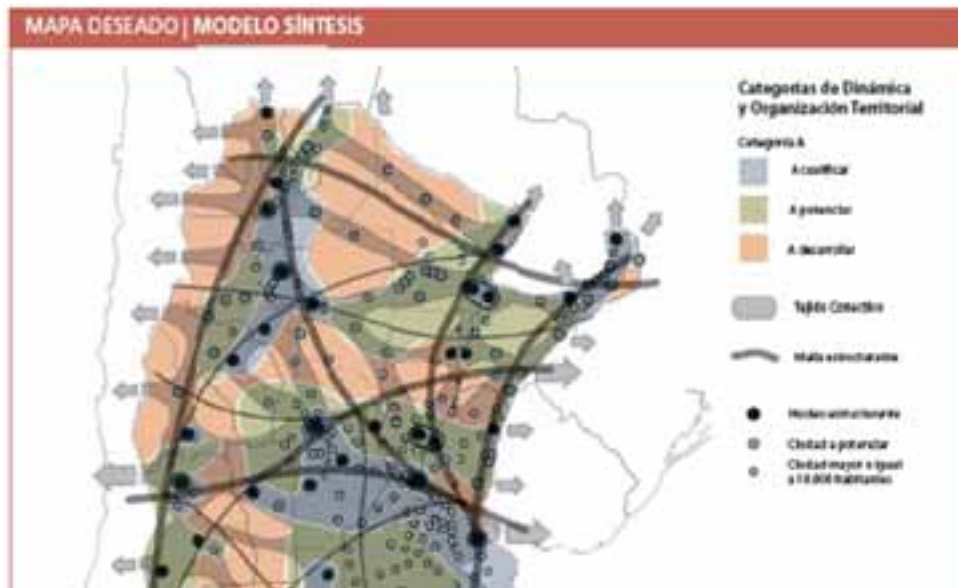 MAPA DESEADO | MODELO SÍNTESIS
Categorías de Dinámica
y Organización Territorial
Categoría A
A cualificar
A potenciar
A desarrollar
Tejido Conectivo
Malla estructurante
Nodos estructurante
Ciudad a potenciar
Ciudad mayor o igual
a 10.000 habitantes